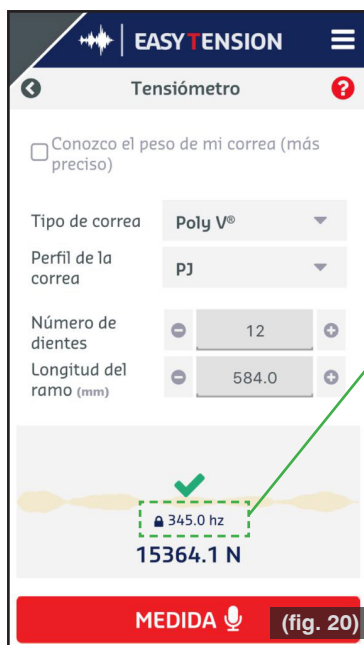 EASYTENSION
Tensiómetro ?
Conozco el peso de mi correa (más
preciso)
Tipo de correa Poly V®
Perfil de la
correa PJ
Número de
dientes 12
Longitud del
ramo (mm) 584.0
345.0 hz
15364.1 N
MEDIDA
(fig. 20)